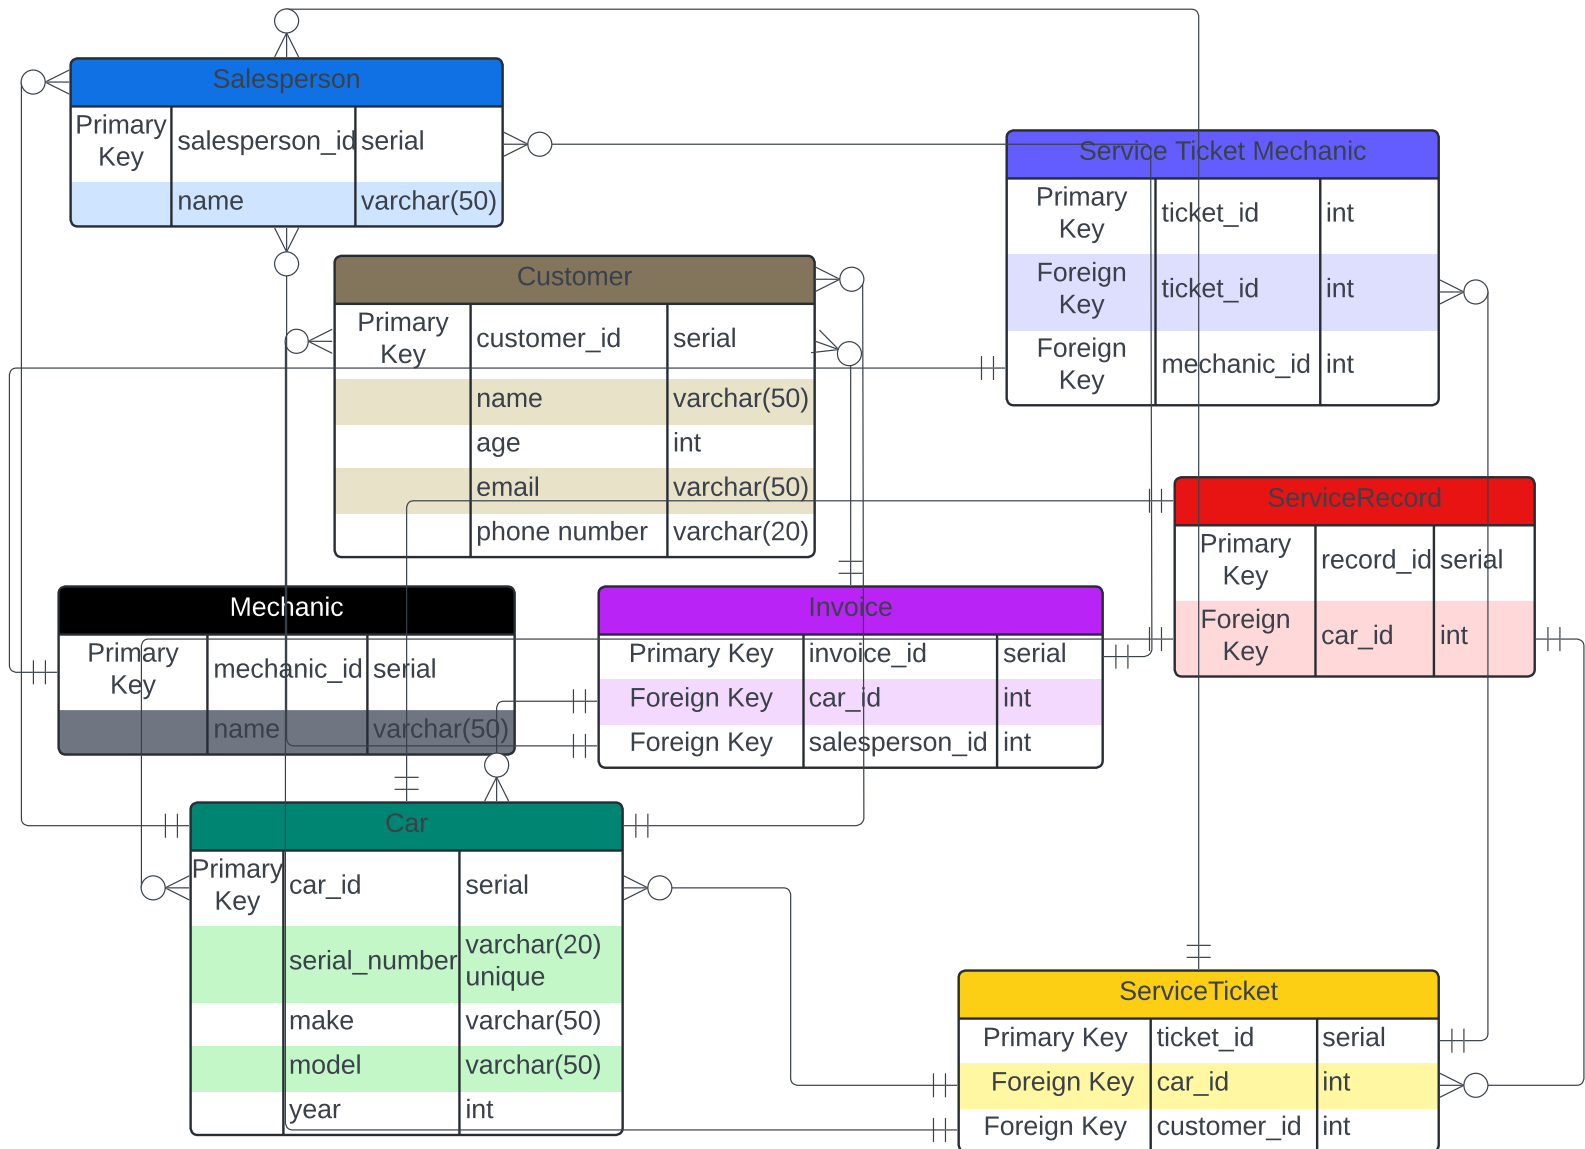 Salesperson
Primary
Key
salesperson_id
serial
name
varchar(50)
Service Ticket Mechanic
Primary
Key
ticket_id
int
Foreign
Key
ticket_id
int
Foreign
Key
mechanic_id
int
Customer
Primary
Key
customer_id
serial
name
varchar(50)
age
int
email
varchar(50)
phone number
varchar(20)
ServiceRecord
Primary
Key
record_id
serial
Foreign
Key
car_id
int
Mechanic
Primary
Key
mechanic_id
serial
name
varchar(50)
Invoice
Primary Key
invoice_id
serial
Foreign Key
car_id
int
Foreign Key
salesperson_id
int
Car
Primary
Key
car_id
serial
serial_number
varchar(20)
unique
make
varchar(50)
model
varchar(50)
year
int
ServiceTicket
Primary Key
ticket_id
serial
Foreign Key
car_id
int
Foreign Key
customer_id
int